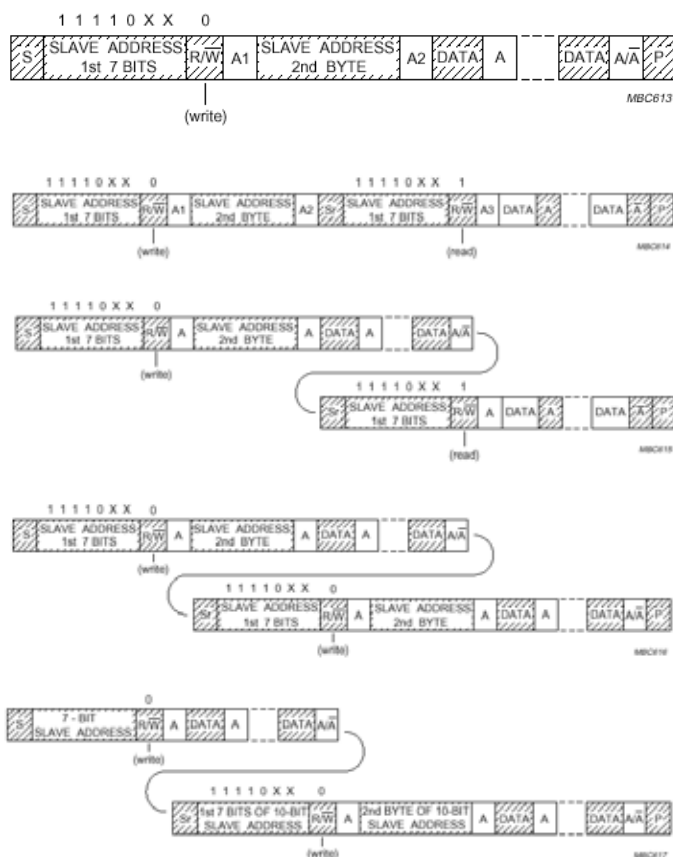 1 1 1 1 0 X X 0
S SLAVE ADDRESS R/W̅ A1 SLAVE ADDRESS A2 DATA A DATA A/A̅ P
1st 7 BITS 2nd BYTE
(write)
MBC613
1 1 1 1 0 X X 0 1 1 1 1 0 X X 1
S SLAVE ADDRESS R/W̅ A1 SLAVE ADDRESS A2 Sr SLAVE ADDRESS R/W̅ A3 DATA A DATA A̅ P
1st 7 BITS 2nd BYTE 1st 7 BITS
(write) (read)
MBC614
1 1 1 1 0 X X 0
S SLAVE ADDRESS R/W̅ A SLAVE ADDRESS A DATA A DATA A/A̅
1st 7 BITS 2nd BYTE
(write)
1 1 1 1 0 X X 1
Sr SLAVE ADDRESS R/W̅ A DATA A DATA A̅ P
1st 7 BITS
(read)
MBC615
1 1 1 1 0 X X 0
S SLAVE ADDRESS R/W̅ A SLAVE ADDRESS A DATA A DATA A/A̅
1st 7 BITS 2nd BYTE
(write)
1 1 1 1 0 X X 0
Sr SLAVE ADDRESS R/W̅ A SLAVE ADDRESS A DATA A DATA A/A̅ P
1st 7 BITS 2nd BYTE
(write)
MBC616
0
S 7 - BIT R/W̅ A DATA A DATA A/A̅
SLAVE ADDRESS
(write)
1 1 1 1 0 X X 0
Sr 1st 7 BITS OF 10-BIT R/W̅ A 2nd BYTE OF 10-BIT A DATA A DATA A/A̅ P
SLAVE ADDRESS SLAVE ADDRESS
(write)
MBC617